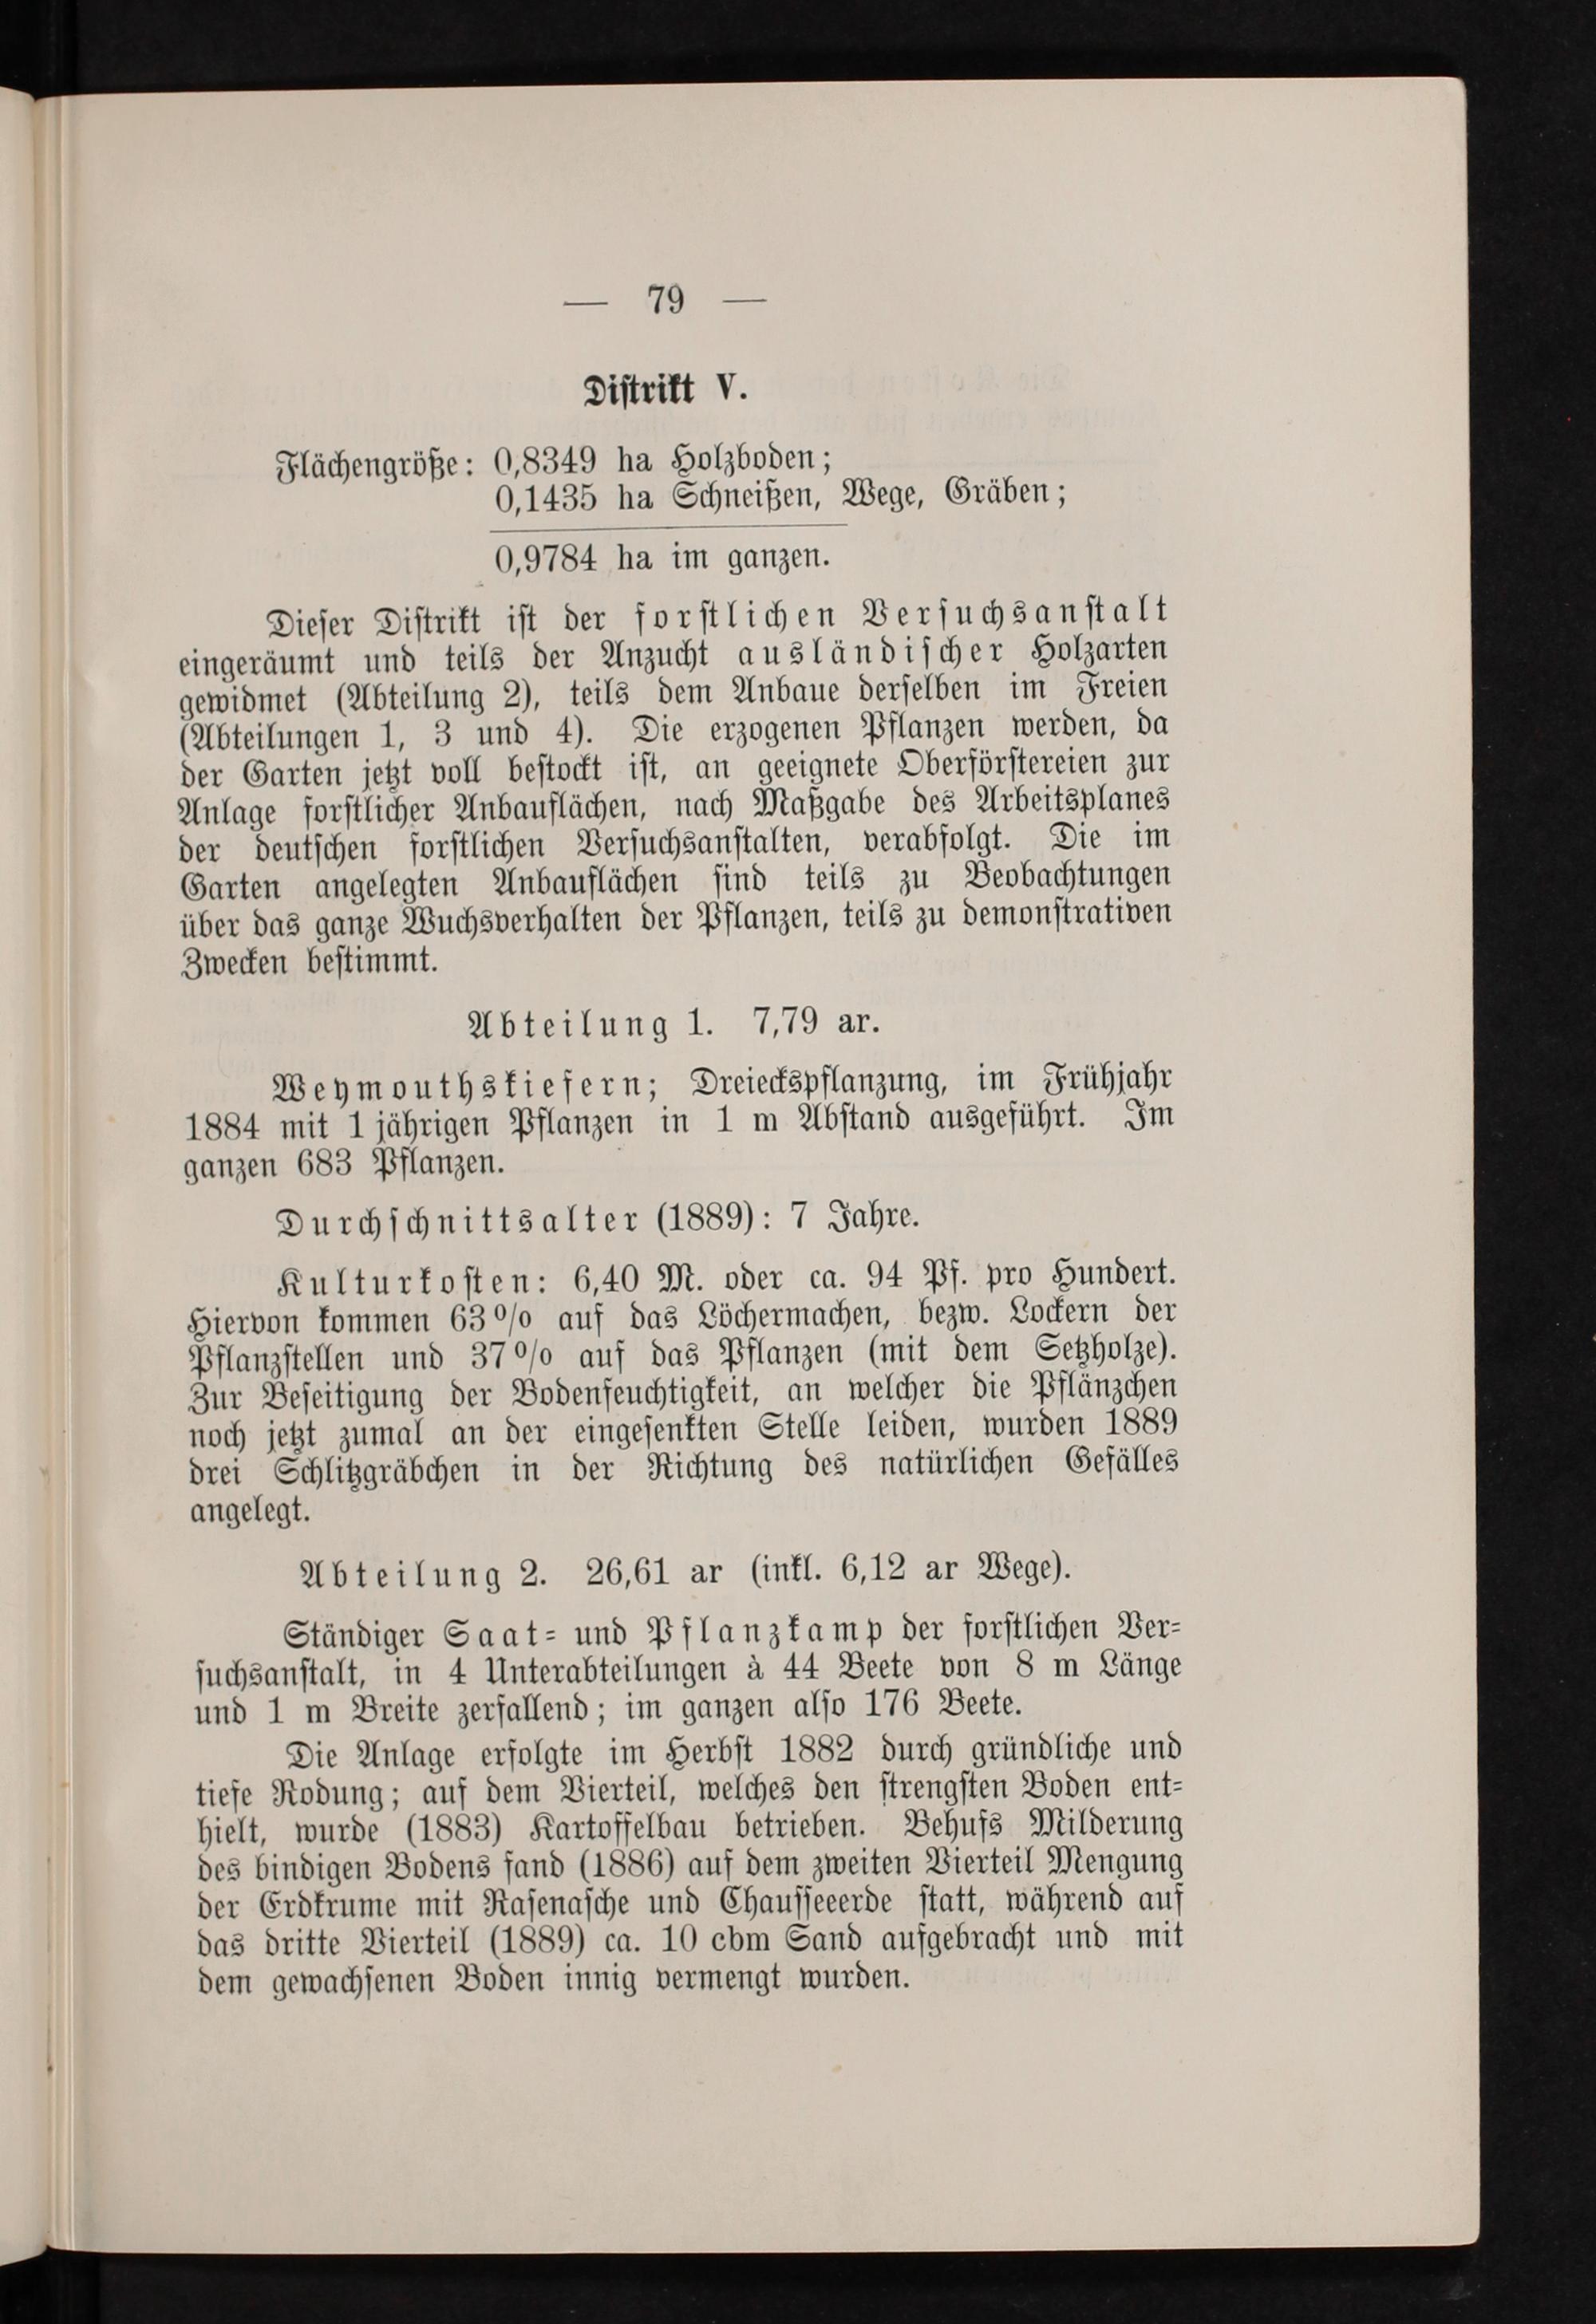 — 79 —
Distrikt V.
Flächengröße: 0,8349 ha Holzboden;
0,1435 ha Schneißen, Wege, Gräben;
0,9784 ha im ganzen.
Dieser Distrikt ist der forstlichen Versuchsanstalt
eingeräumt und teils der Anzucht ausländischer Holzarten
gewidmet (Abteilung 2), teils dem Anbaue derselben im Freien
(Abteilungen 1, 3 und 4). Die erzogenen Pflanzen werden, da
der Garten jetzt voll bestockt ist, an geeignete Oberförstereien zur
Anlage forstlicher Anbauflächen, nach Maßgabe des Arbeitsplanes
der deutschen forstlichen Versuchsanstalten, verabfolgt. Die im
Garten angelegten Anbauflächen sind teils zu Beobachtungen
über das ganze Wuchsverhalten der Pflanzen, teils zu demonstrativen
Zwecken bestimmt.
Abteilung 1. 7,79 ar.
Weymouthskiefern; Dreieckspflanzung, im Frühjahr
1884 mit 1 jährigen Pflanzen in 1 m Abstand ausgeführt. Im
ganzen 683 Pflanzen.
Durchschnittsalter (1889): 7 Jahre.
Kulturkosten: 6,40 M. oder ca. 94 Pf. pro Hundert.
Hiervon kommen 63 % auf das Löchermachen, bezw. Lockern der
Pflanzstellen und 37 % auf das Pflanzen (mit dem Setzholze).
Zur Beseitigung der Bodenfeuchtigkeit, an welcher die Pflänzchen
noch jetzt zumal an der eingesenkten Stelle leiden, wurden 1889
drei Schlitzgräbchen in der Richtung des natürlichen Gefälles
angelegt.
Abteilung 2. 26,61 ar (inkl. 6,12 ar Wege).
Ständiger Saat- und Pflanzkamp der forstlichen Ver-
suchsanstalt, in 4 Unterabteilungen à 44 Beete von 8 m Länge
und 1 m Breite zerfallend; im ganzen also 176 Beete.
Die Anlage erfolgte im Herbst 1882 durch gründliche und
tiefe Rodung; auf dem Vierteil, welches den strengsten Boden ent-
hielt, wurde (1883) Kartoffelbau betrieben. Behufs Milderung
des bindigen Bodens fand (1886) auf dem zweiten Vierteil Mengung
der Erdkrume mit Rasenasche und Chausseeerde statt, während auf
das dritte Vierteil (1889) ca. 10 cbm Sand aufgebracht und mit
dem gewachsenen Boden innig vermengt wurden.